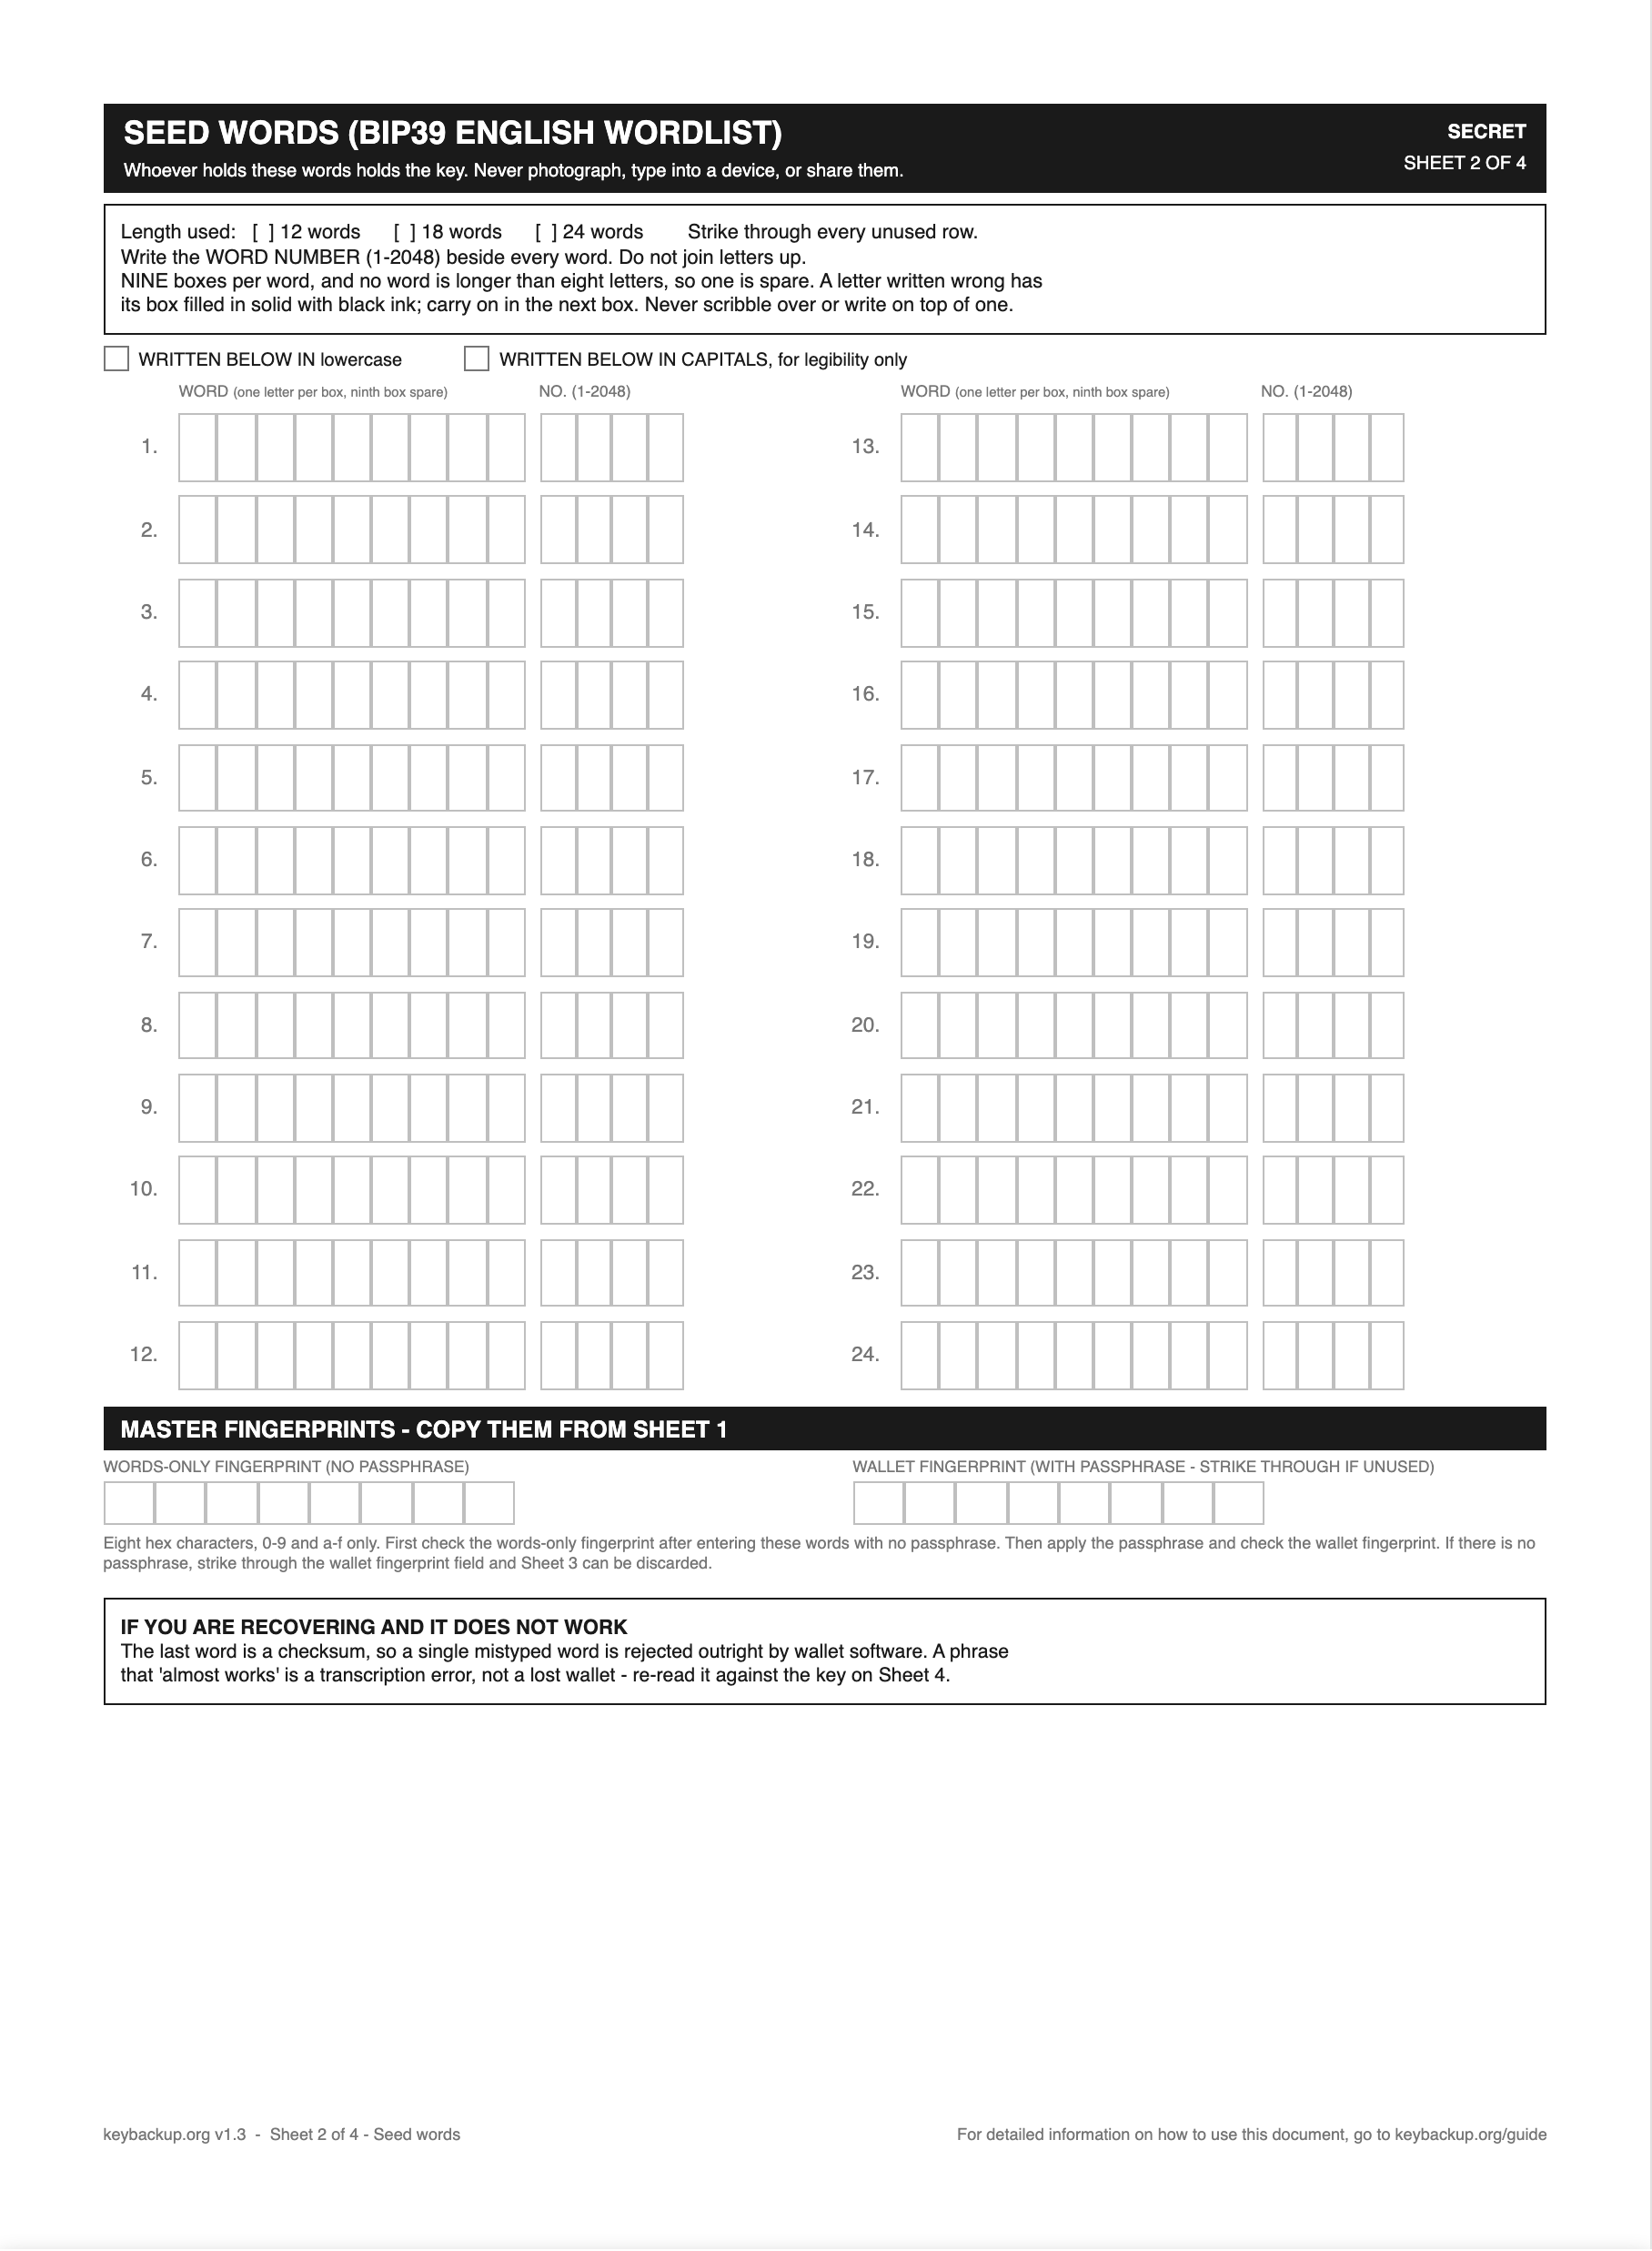 SEED WORDS (BIP39 ENGLISH WORDLIST)
SECRET
Whoever holds these words holds the key. Never photograph, type into a device, or share them.
SHEET 2 OF 4
Length used: [ ] 12 words [ ] 18 words [ ] 24 words Strike through every unused row.
Write the WORD NUMBER (1-2048) beside every word. Do not join letters up.
NINE boxes per word, and no word is longer than eight letters, so one is spare. A letter written wrong has
its box filled in solid with black ink; carry on in the next box. Never scribble over or write on top of one.
WRITTEN BELOW IN lowercase
WRITTEN BELOW IN CAPITALS, for legibility only
WORD (one letter per box, ninth box spare) NO. (1-2048)
1.
2.
3.
4.
5.
6.
7.
8.
9.
10.
11.
12.
WORD (one letter per box, ninth box spare) NO. (1-2048)
13.
14.
15.
16.
17.
18.
19.
20.
21.
22.
23.
24.
MASTER FINGERPRINTS - COPY THEM FROM SHEET 1
WORDS-ONLY FINGERPRINT (NO PASSPHRASE)
WALLET FINGERPRINT (WITH PASSPHRASE - STRIKE THROUGH IF UNUSED)
Eight hex characters, 0-9 and a-f only. First check the words-only fingerprint after entering these words with no passphrase. Then apply the passphrase and check the wallet fingerprint. If there is no
passphrase, strike through the wallet fingerprint field and Sheet 3 can be discarded.
IF YOU ARE RECOVERING AND IT DOES NOT WORK
The last word is a checksum, so a single mistyped word is rejected outright by wallet software. A phrase
that 'almost works' is a transcription error, not a lost wallet - re-read it against the key on Sheet 4.
keybackup.org v1.3 - Sheet 2 of 4 - Seed words
For detailed information on how to use this document, go to keybackup.org/guide